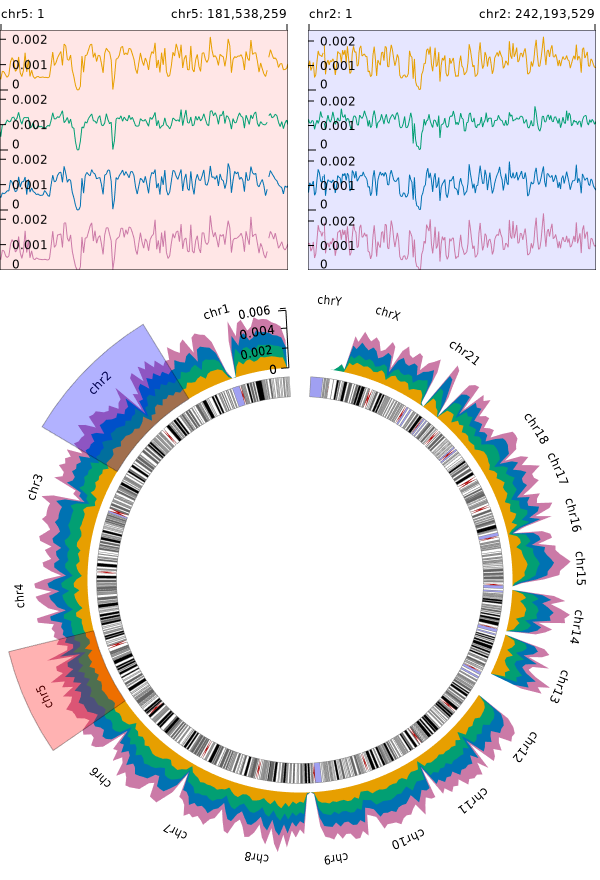 chr5: 1 chr5: 181,538,259 chr2: 1 chr2: 242,193,529
0.002 0.002
0.001 0.001
0 0
0.002 0.002
0.001 0.001
0 0
0.002 0.002
0.001 0.001
0 0
0.002 0.002
0.001 0.001
0 0
chr1
chrY
chrX
0.006
0.004
0.002
0
chr2
chr21
chr18
chr17
chr16
chr15
chr14
chr13
chr12
chr11
chr10
chr9
chr8
chr7
chr6
chr5
chr4
chr3